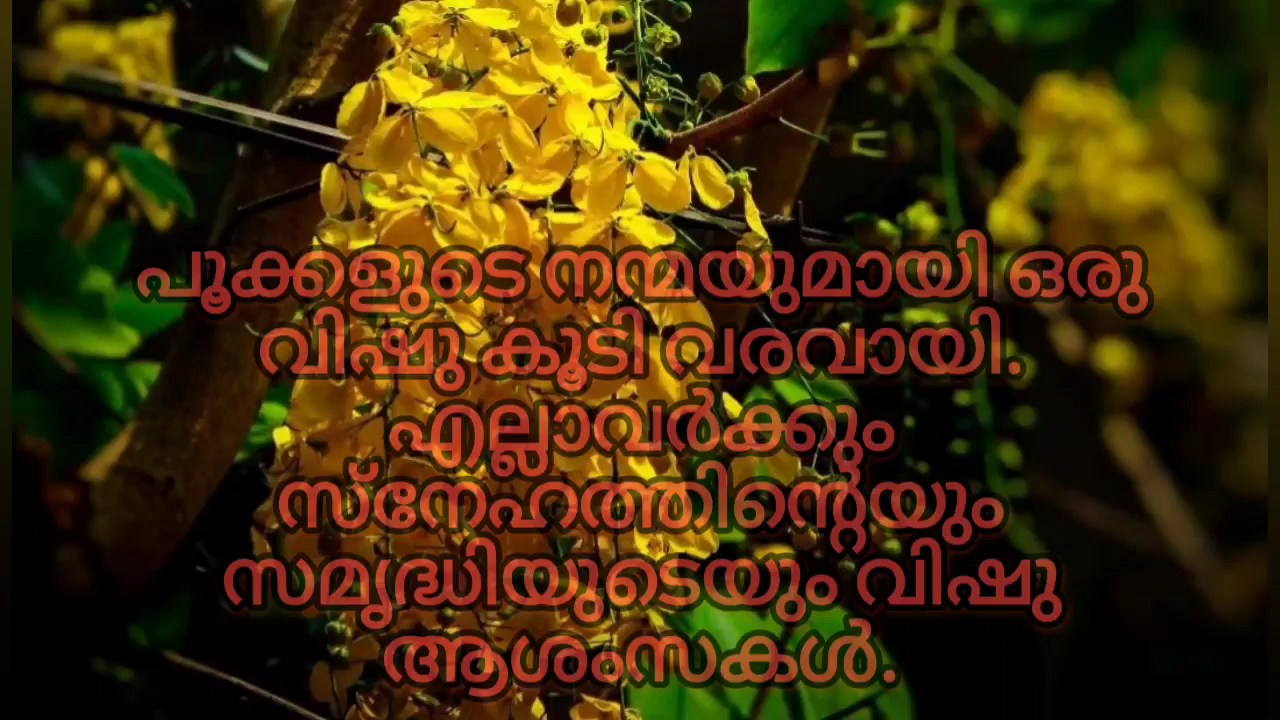 പൂക്കളുടെ നന്മയുമായി ഒരു
വിഷു കൂടി വരവായി.
എല്ലാവർക്കും
സ്നേഹത്തിന്റെയും
സമൃദ്ധിയുടെയും വിഷു
ആശംസകൾ.